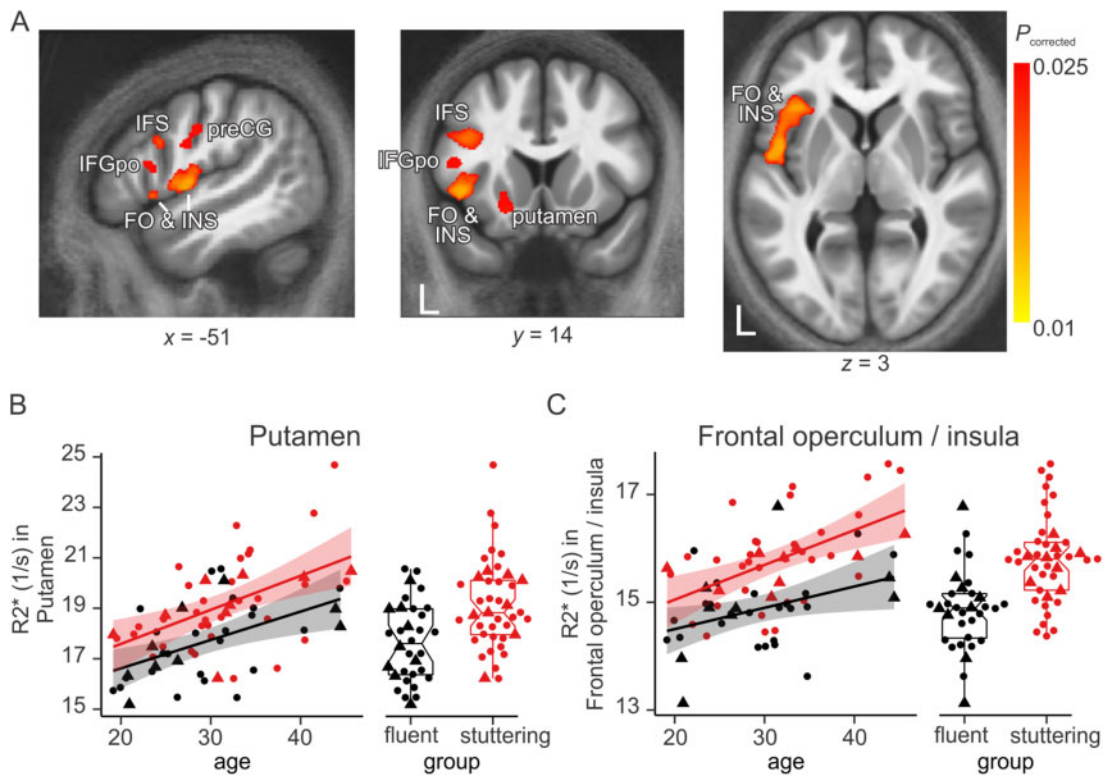 A
IFS
preCG
IFGpo
FO & INS
x = -51
IFS
IFGpo
FO &
INS
putamen
L
y = 14
FO &
INS
L
z = 3
Pcorrected
0.025
0.01
B
Putamen
R2* (1/s) in
Putamen
25
23
21
19
17
15
20
30
40
age
fluent
stuttering
group
C
Frontal operculum / insula
R2* (1/s) in
Frontal operculum / insula
17
15
13
20
30
40
age
fluent
stuttering
group